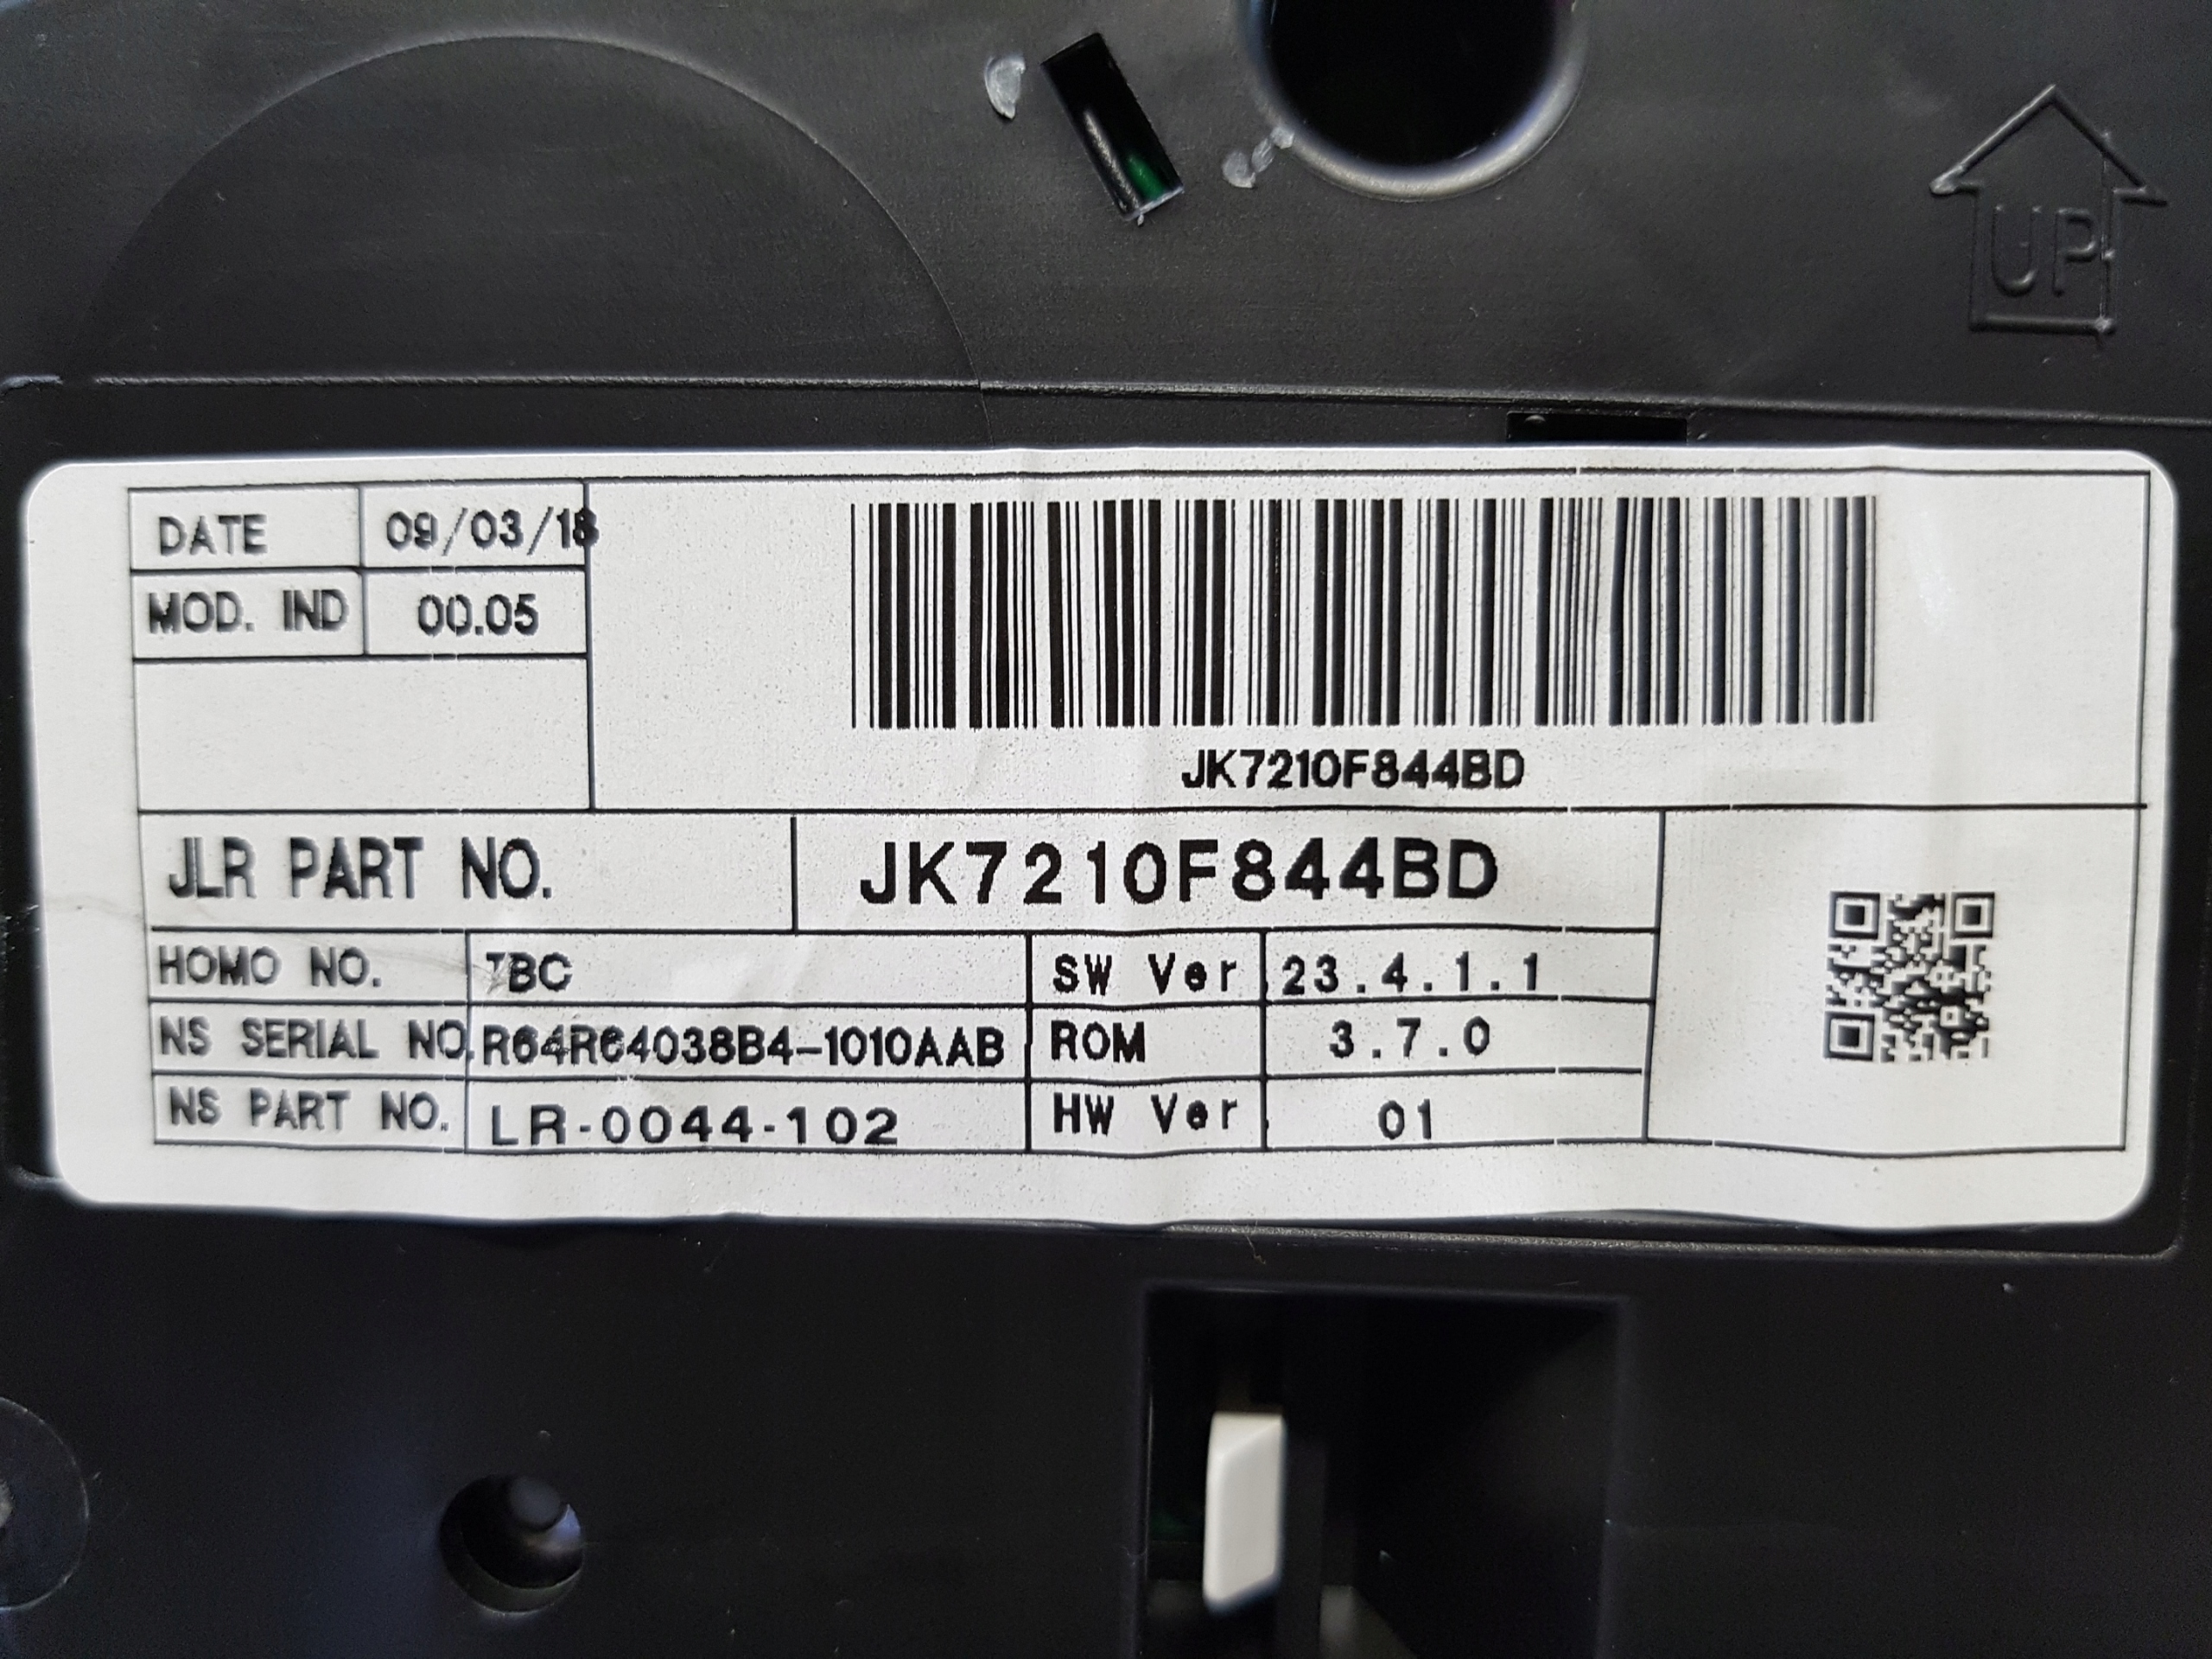 UP
DATE 09/03/18
MOD. IND 00.05
JK7210F844BD
JLR PART NO. JK7210F844BD
HOMO NO. TBC SW Ver 23.4.1.1
NS SERIAL NO. R64R64038B4-1010AAB ROM 3.7.0
NS PART NO. LR-0044-102 HW Ver 01